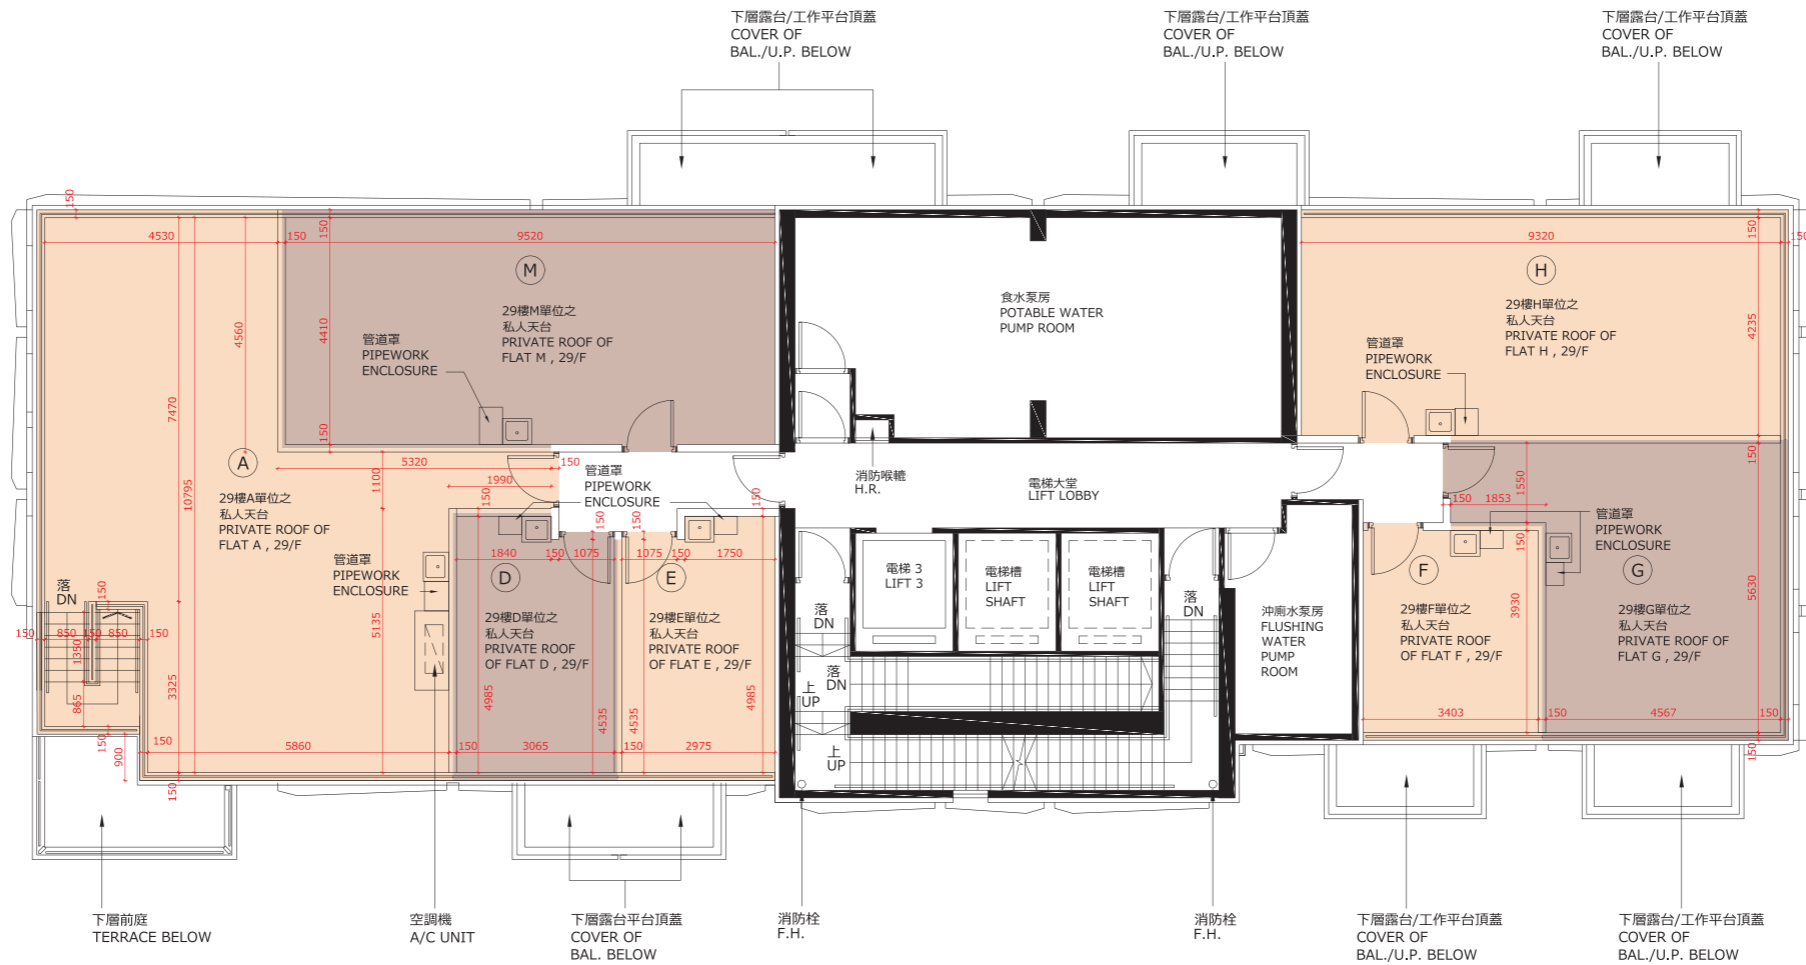 下層露台/工作平台頂蓋
COVER OF
BAL./U.P. BELOW
下層露台/工作平台頂蓋
COVER OF
BAL./U.P. BELOW
下層露台/工作平台頂蓋
COVER OF
BAL./U.P. BELOW
150
4530
150
150
9520
9320
150
150
M
29樓M單位之
私人天台
PRIVATE ROOF OF
FLAT M , 29/F
管道罩
PIPEWORK
ENCLOSURE
4560
4410
150
7470
10795
食水泵房
POTABLE WATER
PUMP ROOM
H
29樓H單位之
私人天台
PRIVATE ROOF OF
FLAT H , 29/F
管道罩
PIPEWORK
ENCLOSURE
4235
150
A
29樓A單位之
私人天台
PRIVATE ROOF OF
FLAT A , 29/F
5320
150
1990
1100
150
管道罩
PIPEWORK
ENCLOSURE
150
150
150
消防喉轆
H.R.
電梯大堂
LIFT LOBBY
150
1853
1550
150
管道罩
PIPEWORK
ENCLOSURE
管道罩
PIPEWORK
ENCLOSURE
1840
150
1075
1075
150
1750
D
29樓D單位之
私人天台
PRIVATE ROOF
OF FLAT D , 29/F
E
29樓E單位之
私人天台
PRIVATE ROOF
OF FLAT E , 29/F
電梯 3
LIFT 3
電梯槽
LIFT
SHAFT
電梯槽
LIFT
SHAFT
落
DN
落
DN
落
DN
上
UP
上
UP
沖廁水泵房
FLUSHING
WATER
PUMP
ROOM
F
29樓F單位之
私人天台
PRIVATE ROOF
OF FLAT F , 29/F
3930
G
29樓G單位之
私人天台
PRIVATE ROOF OF
FLAT G , 29/F
5630
落
DN
150
150
850
150
850
150
1350
865
3325
5135
4985
4535
4535
4985
150
900
150
150
5860
150
3065
150
2975
3403
150
4567
150
150
下層前庭
TERRACE BELOW
空調機
A/C UNIT
下層露台平台頂蓋
COVER OF
BAL. BELOW
消防栓
F.H.
消防栓
F.H.
下層露台/工作平台頂蓋
COVER OF
BAL./U.P. BELOW
下層露台/工作平台頂蓋
COVER OF
BAL./U.P. BELOW